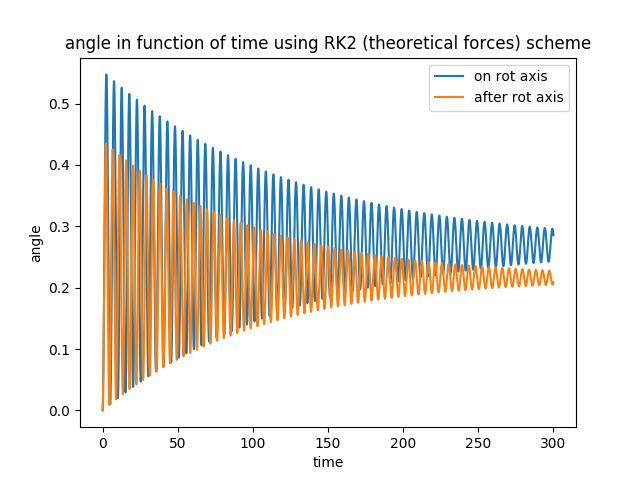 angle in function of time using RK2 (theoretical forces) scheme
on rot axis
after rot axis
angle
0.5
0.4
0.3
0.2
0.1
0.0
0 50 100 150 200 250 300
time